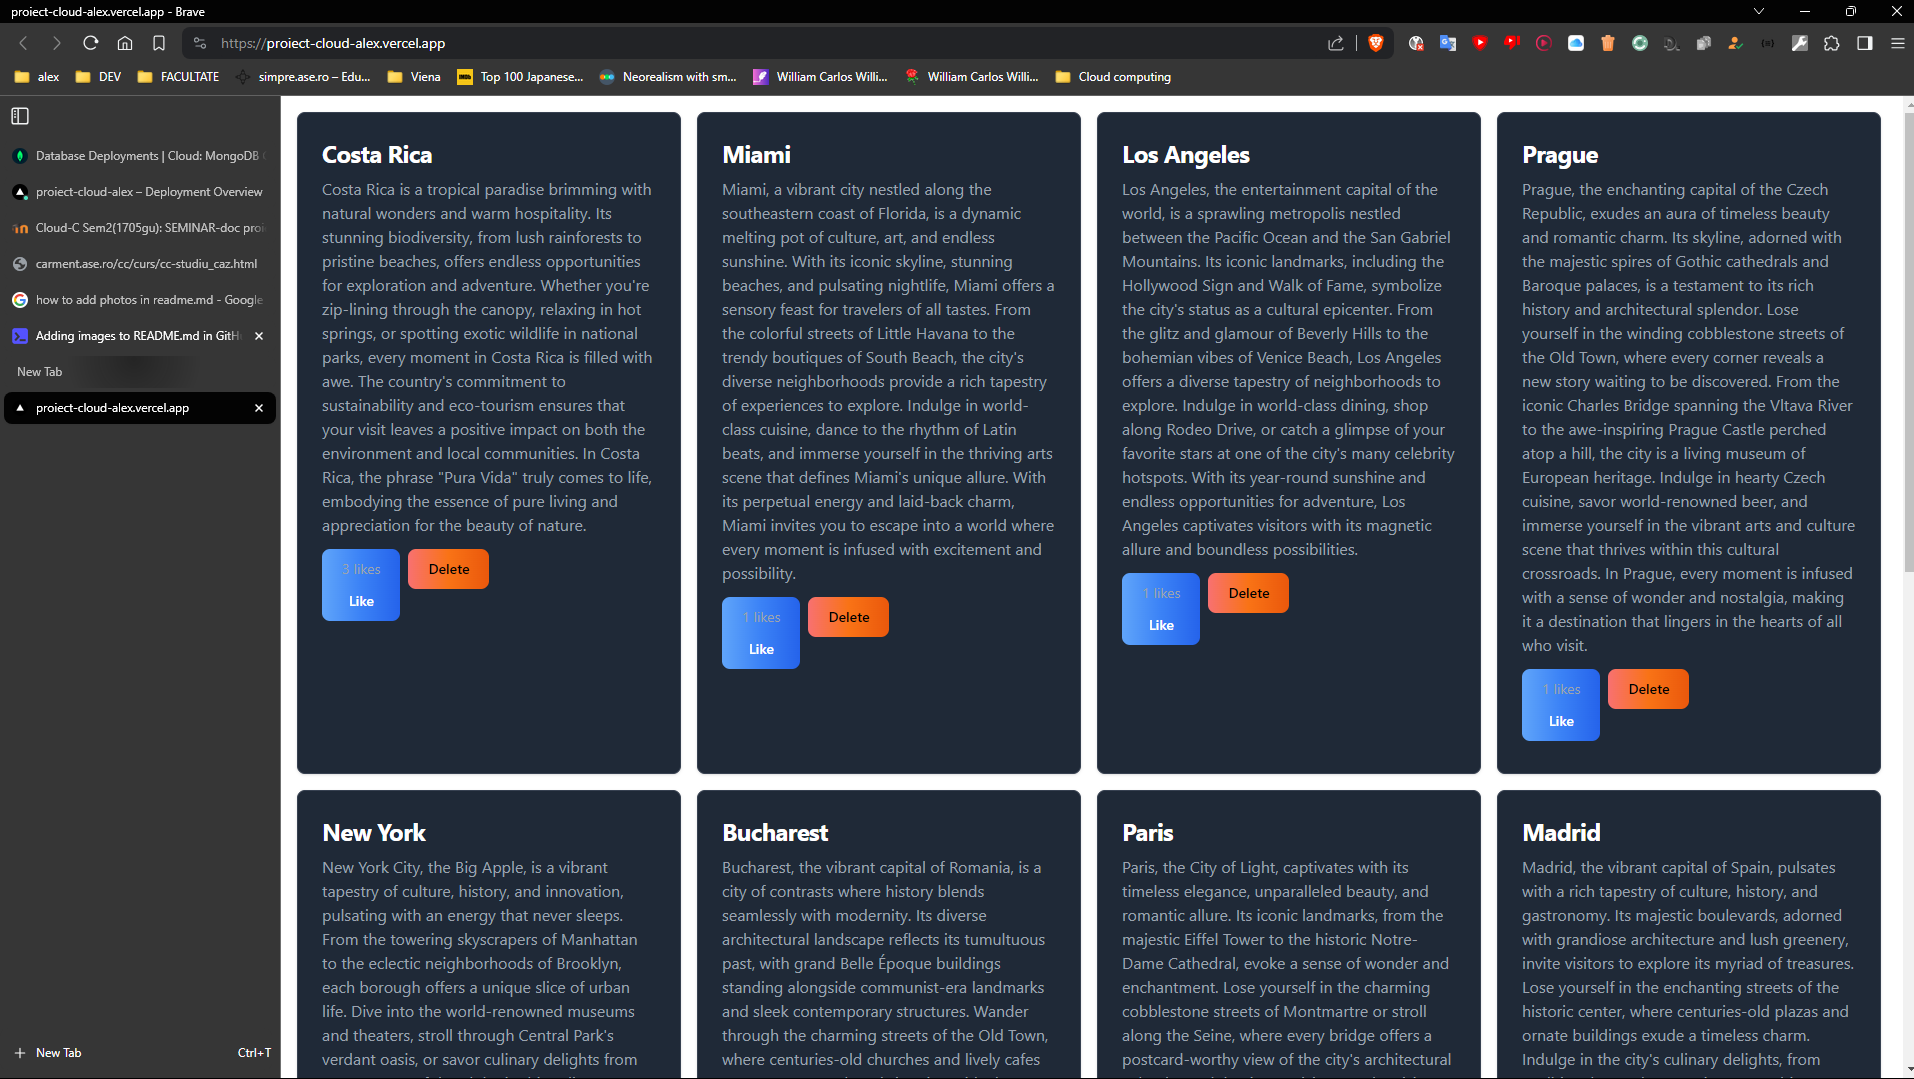 proiect-cloud-alex.vercel.app - Brave
https://proiect-cloud-alex.vercel.app
alex
DEV
FACULTATE
simpre.ase.ro – Edu...
Viena
Top 100 Japanese...
Neorealism with sm...
William Carlos Willi...
William Carlos Willi...
Cloud computing
Database Deployments | Cloud: MongoDB
proiect-cloud-alex – Deployment Overview
Cloud-C Sem2(1705gu): SEMINAR-doc proi
carment.ase.ro/cc/curs/cc-studiu_caz.html
how to add photos in readme.md - Google
Adding images to README.md in GitH
New Tab
proiect-cloud-alex.vercel.app
New Tab
Ctrl+T
Costa Rica
Costa Rica is a tropical paradise brimming with
natural wonders and warm hospitality. Its
stunning biodiversity, from lush rainforests to
pristine beaches, offers endless opportunities
for exploration and adventure. Whether you're
zip-lining through the canopy, relaxing in hot
springs, or spotting exotic wildlife in national
parks, every moment in Costa Rica is filled with
awe. The country's commitment to
sustainability and eco-tourism ensures that
your visit leaves a positive impact on both the
environment and local communities. In Costa
Rica, the phrase "Pura Vida" truly comes to life,
embodying the essence of pure living and
appreciation for the beauty of nature.
3 likes
Like
Delete
Miami
Miami, a vibrant city nestled along the
southeastern coast of Florida, is a dynamic
melting pot of culture, art, and endless
sunshine. With its iconic skyline, stunning
beaches, and pulsating nightlife, Miami offers a
sensory feast for travelers of all tastes. From
the colorful streets of Little Havana to the
trendy boutiques of South Beach, the city's
diverse neighborhoods provide a rich tapestry
of experiences to explore. Indulge in world-
class cuisine, dance to the rhythm of Latin
beats, and immerse yourself in the thriving arts
scene that defines Miami's unique allure. With
its perpetual energy and laid-back charm,
Miami invites you to escape into a world where
every moment is infused with excitement and
possibility.
1 likes
Like
Delete
Los Angeles
Los Angeles, the entertainment capital of the
world, is a sprawling metropolis nestled
between the Pacific Ocean and the San Gabriel
Mountains. Its iconic landmarks, including the
Hollywood Sign and Walk of Fame, symbolize
the city's status as a cultural epicenter. From
the glitz and glamour of Beverly Hills to the
bohemian vibes of Venice Beach, Los Angeles
offers a diverse tapestry of neighborhoods to
explore. Indulge in world-class dining, shop
along Rodeo Drive, or catch a glimpse of your
favorite stars at one of the city's many celebrity
hotspots. With its year-round sunshine and
endless opportunities for adventure, Los
Angeles captivates visitors with its magnetic
allure and boundless possibilities.
1 likes
Like
Delete
Prague
Prague, the enchanting capital of the Czech
Republic, exudes an aura of timeless beauty
and romantic charm. Its skyline, adorned with
the majestic spires of Gothic cathedrals and
Baroque palaces, is a testament to its rich
history and architectural splendor. Lose
yourself in the winding cobblestone streets of
the Old Town, where every corner reveals a
new story waiting to be discovered. From the
iconic Charles Bridge spanning the Vltava River
to the awe-inspiring Prague Castle perched
atop a hill, the city is a living museum of
European heritage. Indulge in hearty Czech
cuisine, savor world-renowned beer, and
immerse yourself in the vibrant arts and culture
scene that thrives within this cultural
crossroads. In Prague, every moment is infused
with a sense of wonder and nostalgia, making
it a destination that lingers in the hearts of all
who visit.
1 likes
Like
Delete
New York
New York City, the Big Apple, is a vibrant
tapestry of culture, history, and innovation,
pulsating with an energy that never sleeps.
From the towering skyscrapers of Manhattan
to the eclectic neighborhoods of Brooklyn,
each borough offers a unique slice of urban
life. Dive into the world-renowned museums
and theaters, stroll through Central Park's
verdant oasis, or savor culinary delights from
Bucharest
Bucharest, the vibrant capital of Romania, is a
city of contrasts where history blends
seamlessly with modernity. Its diverse
architectural landscape reflects its tumultuous
past, with grand Belle Époque buildings
standing alongside communist-era landmarks
and sleek contemporary structures. Wander
through the charming streets of the Old Town,
where centuries-old churches and lively cafes
Paris
Paris, the City of Light, captivates with its
timeless elegance, unparalleled beauty, and
romantic allure. Its iconic landmarks, from the
majestic Eiffel Tower to the historic Notre-
Dame Cathedral, evoke a sense of wonder and
enchantment. Lose yourself in the charming
cobblestone streets of Montmartre or stroll
along the Seine, where every bridge offers a
postcard-worthy view of the city's architectural
Madrid
Madrid, the vibrant capital of Spain, pulsates
with a rich tapestry of culture, history, and
gastronomy. Its majestic boulevards, adorned
with grandiose architecture and lush greenery,
invite visitors to explore its myriad of treasures.
Lose yourself in the enchanting streets of the
historic center, where centuries-old plazas and
ornate buildings exude a timeless charm.
Indulge in the city's culinary delights, from